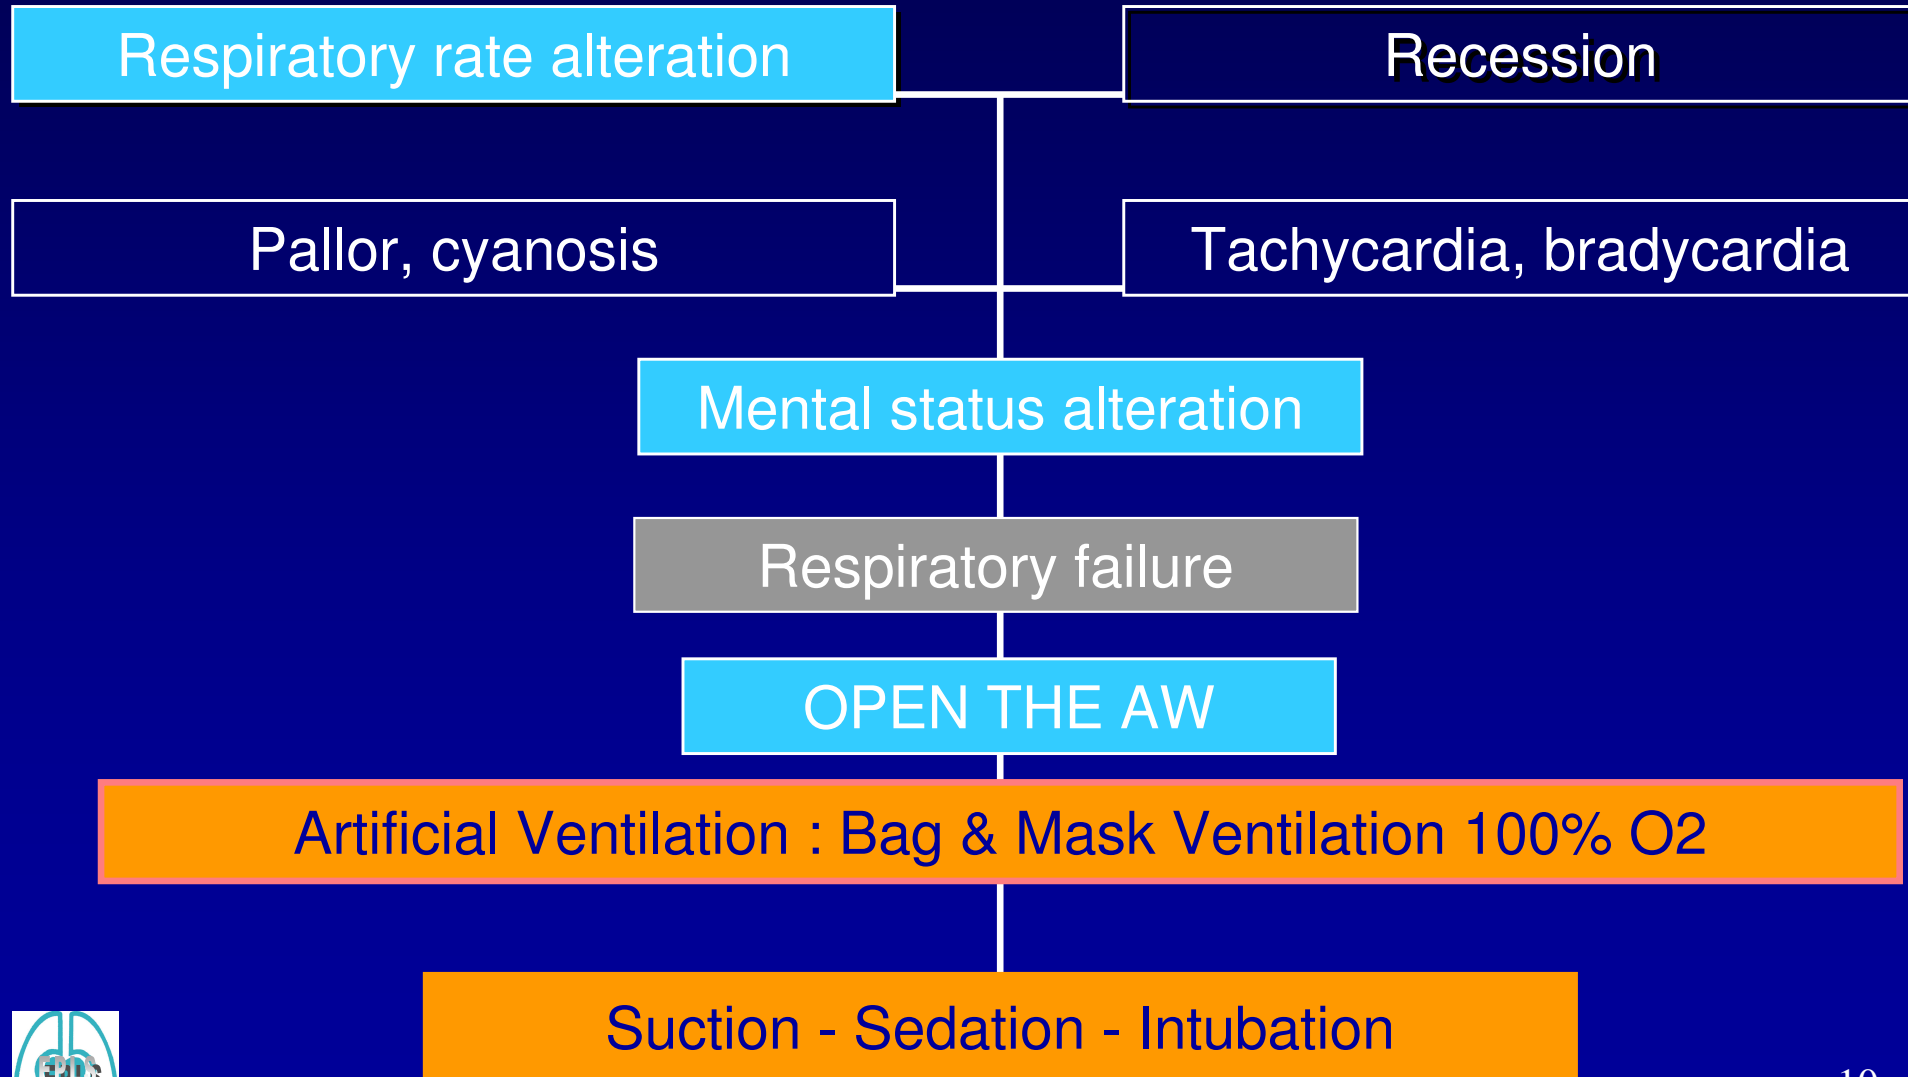 Respiratory rate alteration
Recession
Pallor, cyanosis
Tachycardia, bradycardia
Mental status alteration
Respiratory failure
OPEN THE AW
Artificial Ventilation : Bag & Mask Ventilation 100% O2
Suction - Sedation - Intubation
EPLS